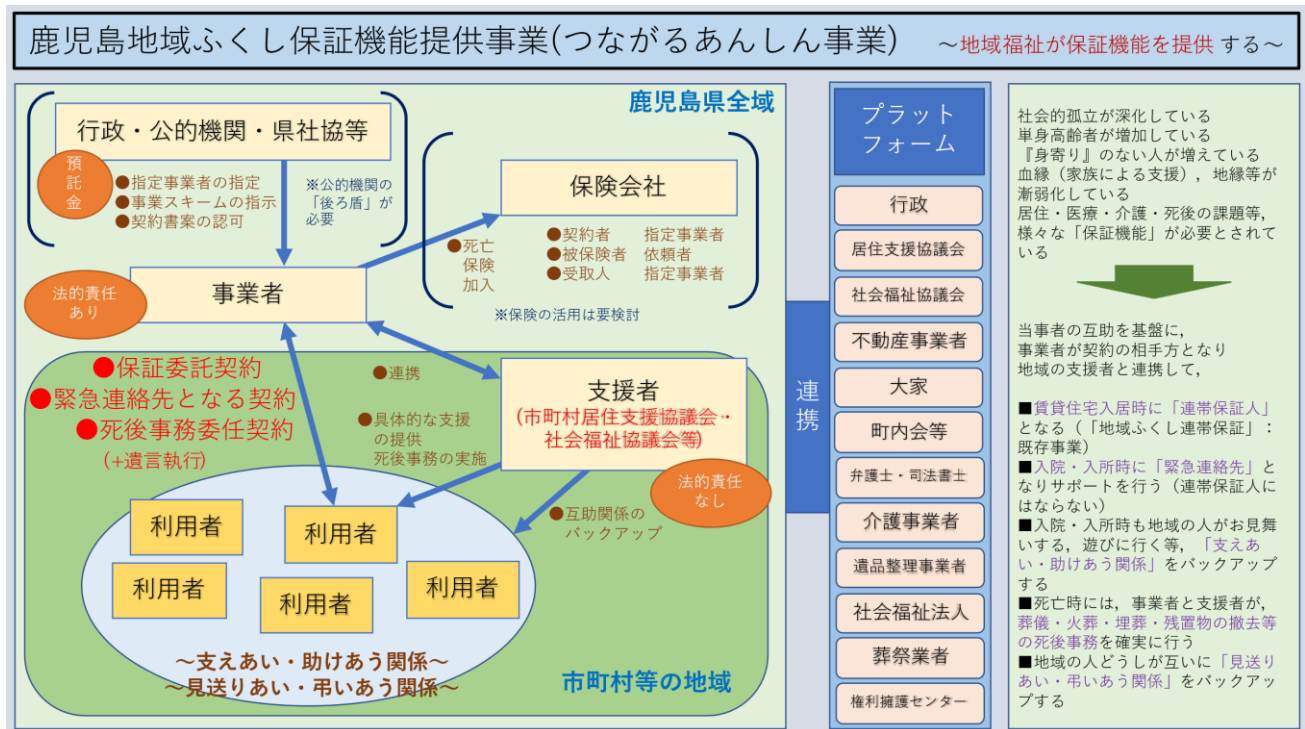 鹿児島地域ふくし保証機能提供事業(つながるあんしん事業) ～地域福祉が保証機能を提供 する～
鹿児島県全域
行政・公的機関・県社協等
預
託
金
●指定事業者の指定
●事業スキームの指示
●契約書案の認可
※公的機関の
「後ろ盾」が
必要
保険会社
●契約者 指定事業者
●被保険者 依頼者
●受取人 指定事業者
●死亡
保険
加入
※保険の活用は要検討
事業者
法的責任
あり
●保証委託契約
●緊急連絡先となる契約
●死後事務委任契約
(+遺言執行)
●連携
●具体的な支援
の提供
死後事務の実施
支援者
(市町村居住支援協議会・
社会福祉協議会等)
法的責任
なし
●互助関係の
バックアップ
利用者
利用者
利用者
利用者
利用者
～支えあい・助けあう関係～
～見送りあい・弔いあう関係～
市町村等の地域
連
携
プラット
フォーム
行政
居住支援協議会
社会福祉協議会
不動産事業者
大家
町内会等
弁護士・司法書士
介護事業者
遺品整理事業者
社会福祉法人
葬祭業者
権利擁護センター
社会的孤立が深化している
単身高齢者が増加している
『身寄り』のない人が増えている
血縁（家族による支援），地縁等が
漸弱化している
居住・医療・介護・死後の課題等，
様々な「保証機能」が必要とされて
いる
当事者の互助を基盤に，
事業者が契約の相手方となり
地域の支援者と連携して，
■賃貸住宅入居時に「連帯保証人」
となる（「地域ふくし連帯保証」：
既存事業）
■入院・入所時に「緊急連絡先」と
なりサポートを行う（連帯保証人に
はならない）
■入院・入所時も地域の人がお見舞
いする，遊びに行く等，「支えあ
い・助けあう関係」をバックアップ
する
■死亡時には，事業者と支援者が，
葬儀・火葬・埋葬・残置物の撤去等
の死後事務を確実に行う
■地域の人どうしが互いに「見送り
あい・弔いあう関係」をバックアッ
プする